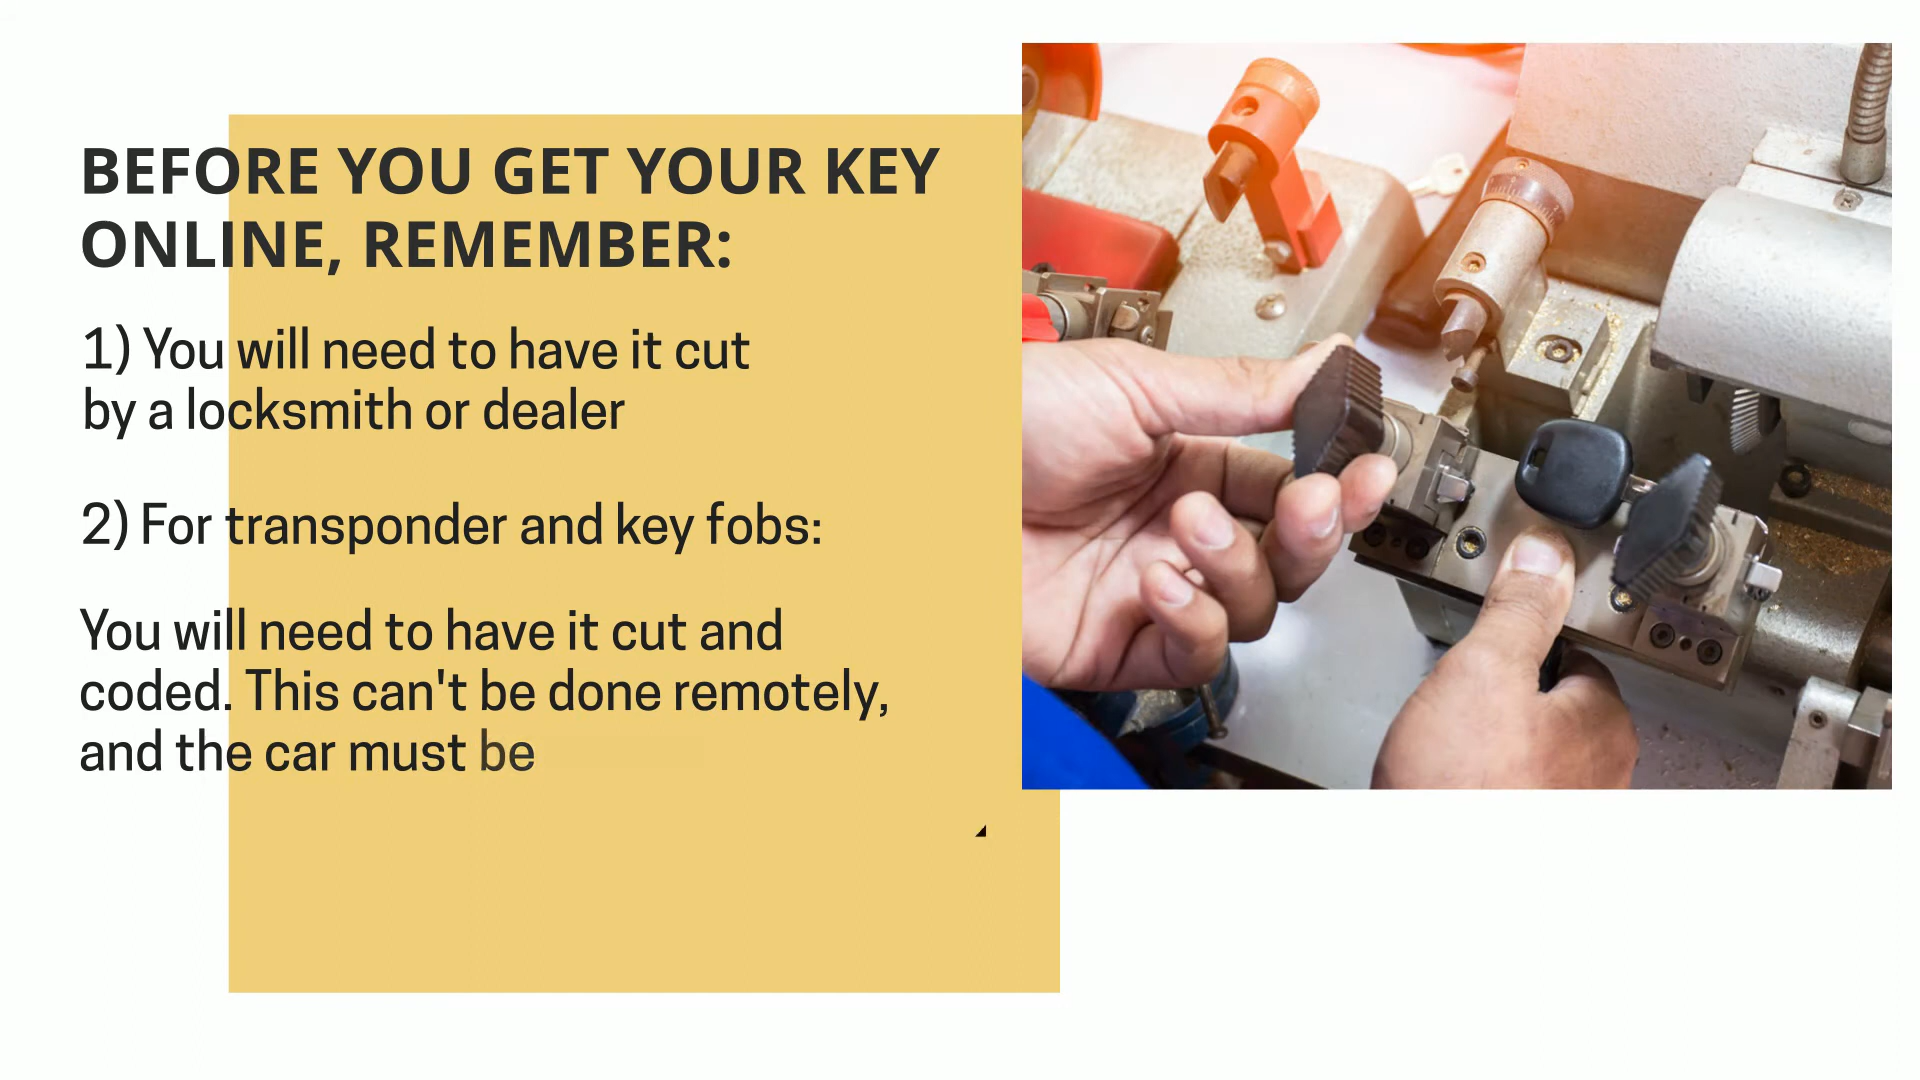 BEFORE YOU GET YOUR KEY
ONLINE, REMEMBER:
1) You will need to have it cut
by a locksmith or dealer
2) For transponder and key fobs:
You will need to have it cut and
coded. This can't be done remotely,
and the car must be